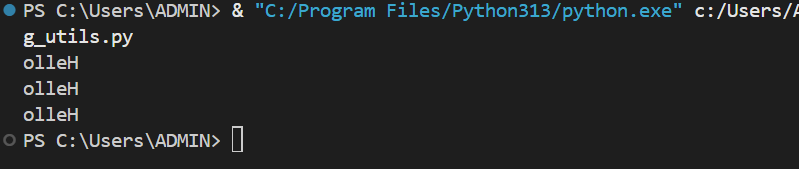 PS C:\Users\ADMIN> & "C:/Program Files/Python313/python.exe" c:/Users/A
g_utils.py
olleH
olleH
olleH
PS C:\Users\ADMIN>